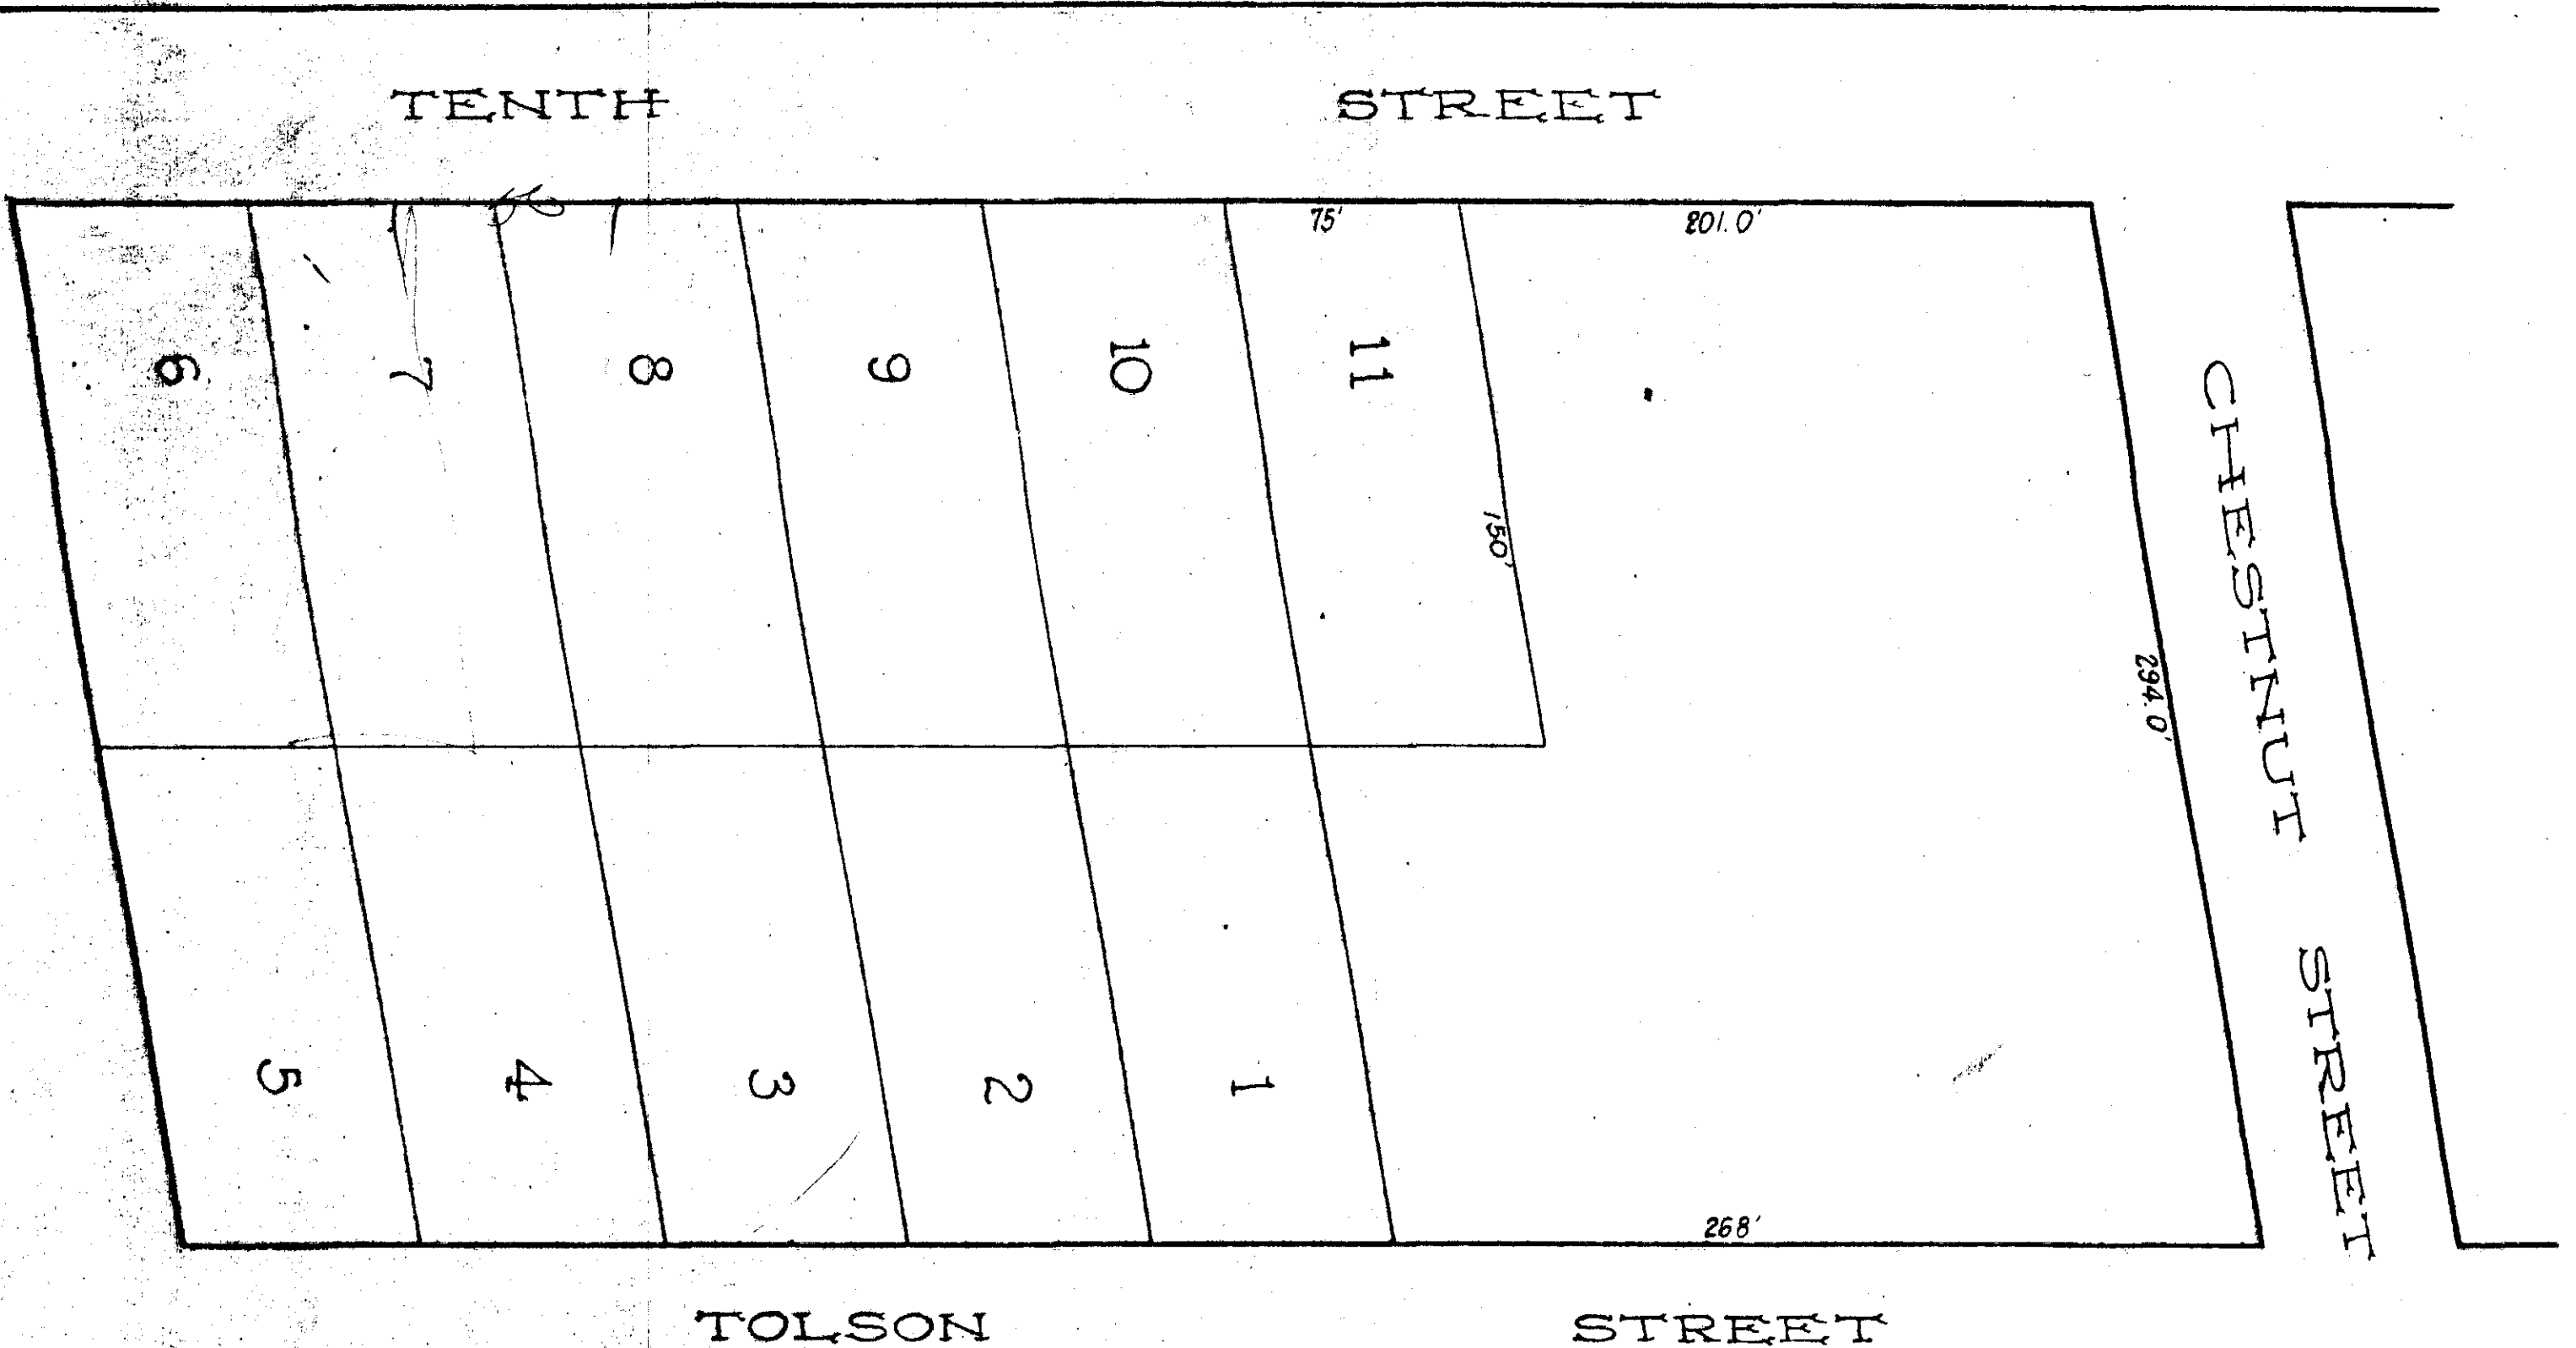 TENTH STREET
75' 201.0'
6 7 8 9 10 11
150'
CHESTNUT STREET
294.0'
5 4 3 2 1
268'
TOLSON STREET